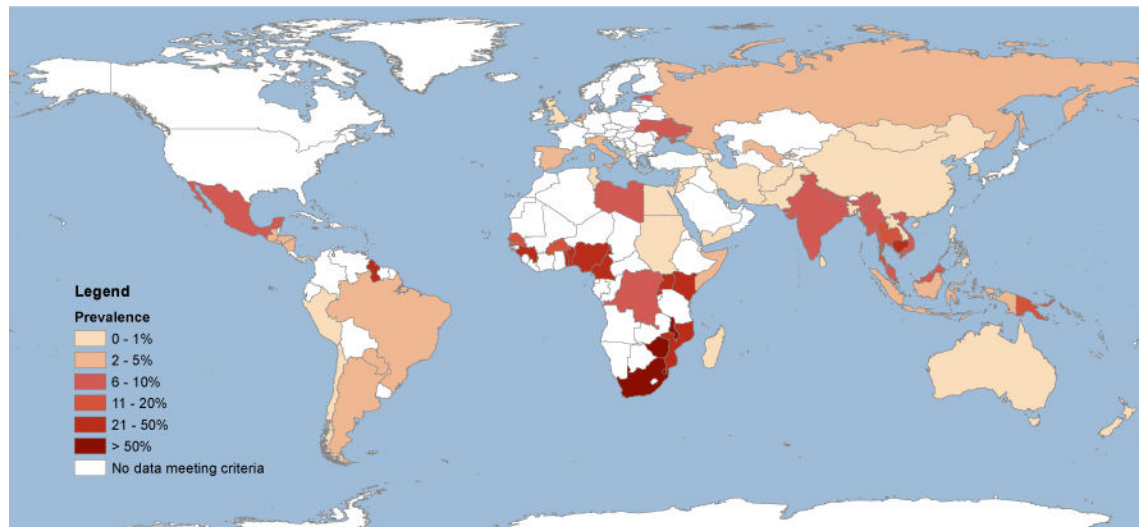 Legend
Prevalence
0 - 1%
2 - 5%
6 - 10%
11 - 20%
21 - 50%
> 50%
No data meeting criteria